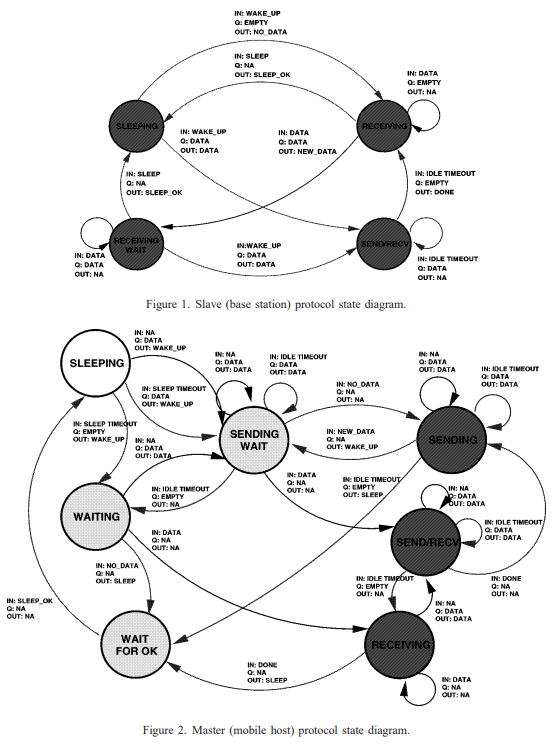 IN: WAKE_UP
Q: EMPTY
OUT: NO_DATA
IN: SLEEP
Q: NA
OUT: SLEEP_OK
IN: DATA
Q: EMPTY
OUT: NA
SLEEPING
RECEIVING
IN: WAKE_UP
Q: DATA
OUT: DATA
IN: DATA
Q: DATA
OUT: NEW_DATA
IN: SLEEP
Q: NA
OUT: SLEEP_OK
IN: IDLE TIMEOUT
Q: EMPTY
OUT: DONE
RECEIVING
WAIT
SEND/RECV
IN: DATA
Q: DATA
OUT: NA
IN:WAKE_UP
Q: DATA
OUT: DATA
IN: IDLE TIMEOUT
Q: DATA
OUT: NA
Figure 1. Slave (base station) protocol state diagram.
IN: NA
Q: DATA
OUT: WAKE_UP
SLEEPING
IN: NA
Q: DATA
OUT: DATA
IN: IDLE TIMEOUT
Q: DATA
OUT: DATA
IN: NA
Q: DATA
OUT: DATA
IN: IDLE TIMEOUT
Q: DATA
OUT: DATA
IN: SLEEP TIMEOUT
Q: DATA
OUT: WAKE_UP
IN: NO_DATA
Q: NA
OUT: NA
IN: SLEEP TIMEOUT
Q: EMPTY
OUT: WAKE_UP
SENDING
WAIT
IN: NEW_DATA
Q: NA
OUT: WAKE_UP
SENDING
IN: NA
Q: DATA
OUT: DATA
IN: DATA
Q: NA
OUT: NA
IN: IDLE TIMEOUT
Q: EMPTY
OUT: SLEEP
IN: IDLE TIMEOUT
Q: EMPTY
OUT: NA
IN: NA
Q: DATA
OUT: DATA
WAITING
IN: IDLE TIMEOUT
Q: DATA
OUT: DATA
IN: DATA
Q: NA
OUT: NA
SEND/RECV
IN: NO_DATA
Q: NA
OUT: SLEEP
IN: IDLE TIMEOUT
Q: EMPTY
OUT: NA
IN: NA
Q: DATA
OUT: DATA
IN: DONE
Q: NA
OUT: NA
IN: SLEEP_OK
Q: NA
OUT: NA
WAIT
FOR OK
RECEIVING
IN: DONE
Q: NA
OUT: SLEEP
IN: DATA
Q: NA
OUT: NA
Figure 2. Master (mobile host) protocol state diagram.